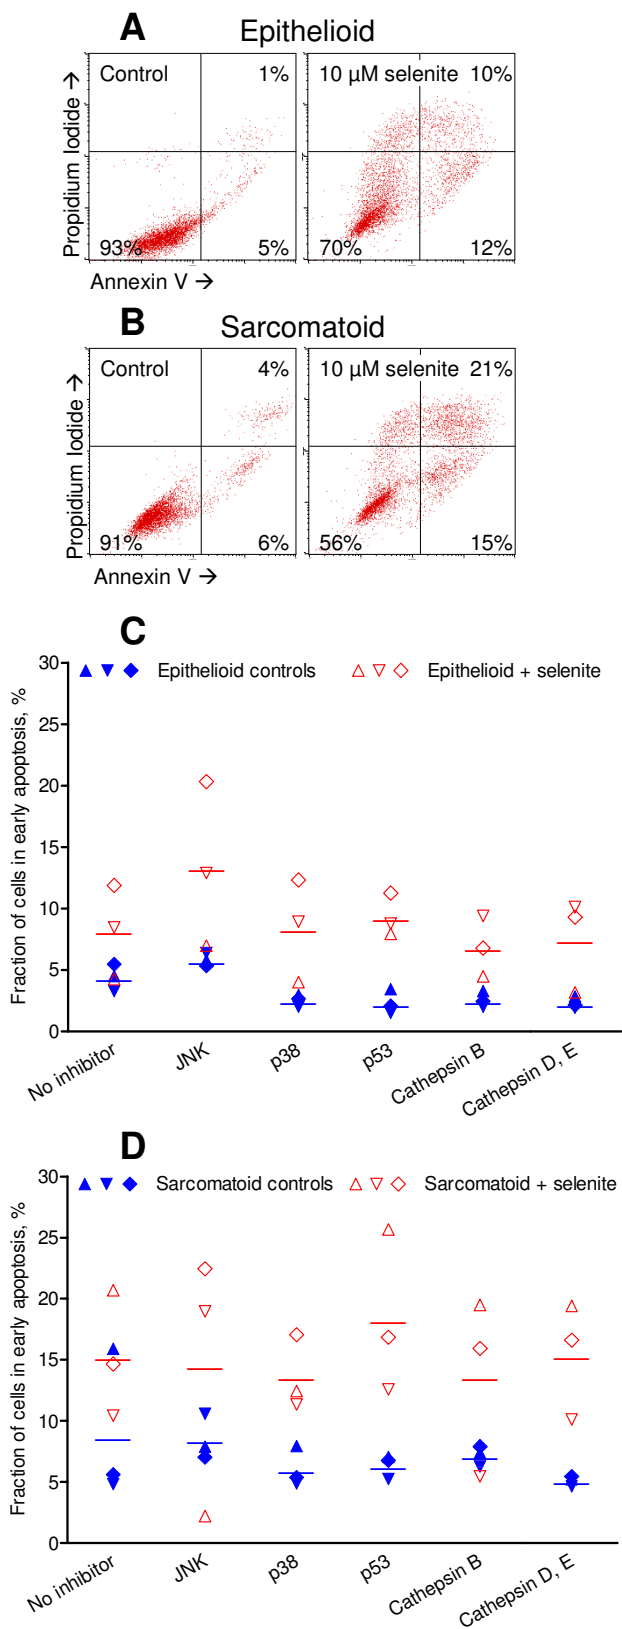 A
Epithelioid
Control 1%
10 µM selenite 10%
Propidium Iodide →
93% 5%
70% 12%
Annexin V →
B
Sarcomatoid
Control 4%
10 µM selenite 21%
Propidium Iodide →
91% 6%
56% 15%
Annexin V →
C
Fraction of cells in early apoptosis, %
30
25
20
15
10
5
0
Epithelioid controls
Epithelioid + selenite
No inhibitor
JNK
p38
p53
Cathepsin B
Cathepsin D, E
D
Fraction of cells in early apoptosis, %
30
25
20
15
10
5
0
Sarcomatoid controls
Sarcomatoid + selenite
No inhibitor
JNK
p38
p53
Cathepsin B
Cathepsin D, E